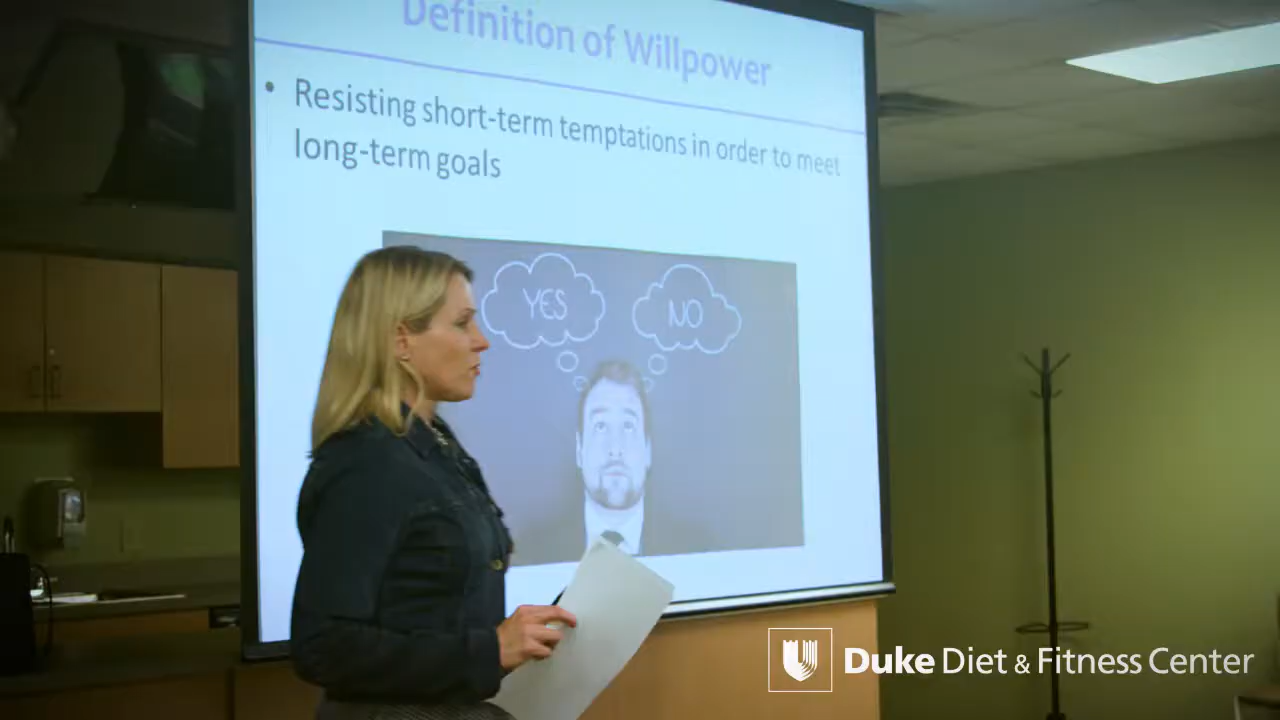 Definition of Willpower
• Resisting short-term temptations in order to meet
long-term goals
YES
NO
Duke Diet & Fitness Center